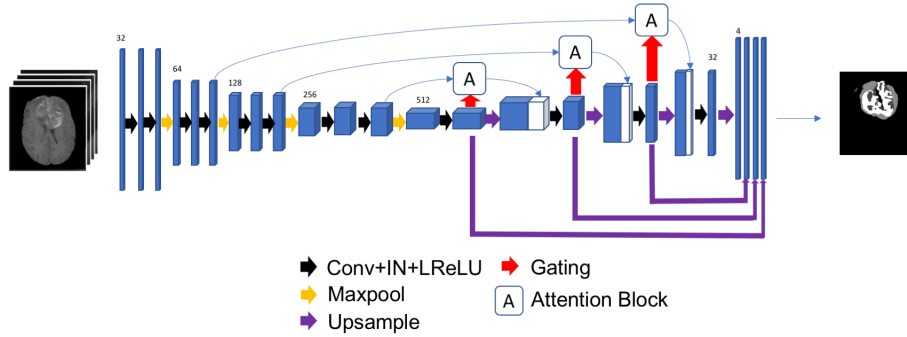 32
64
128
256
512
A
A
A
32
4
Conv+IN+LReLU
Maxpool
Upsample
Gating
A
Attention Block